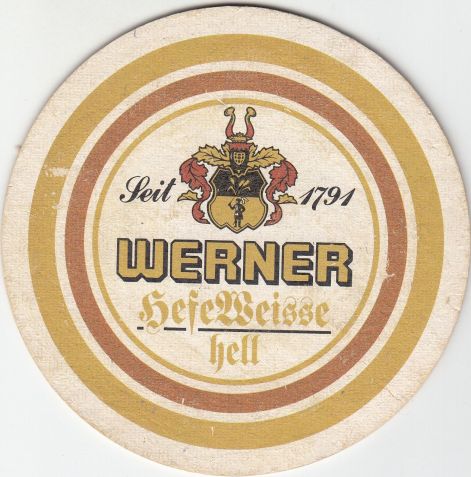 Seit 1791
WERNER
HefeWeisse
hell